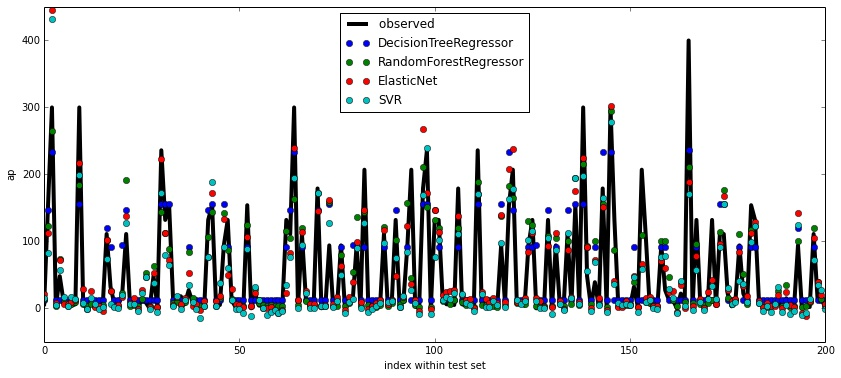 observed
DecisionTreeRegressor
RandomForestRegressor
ElasticNet
SVR
400
300
200
100
0
ap
0 50 100 150 200
index within test set